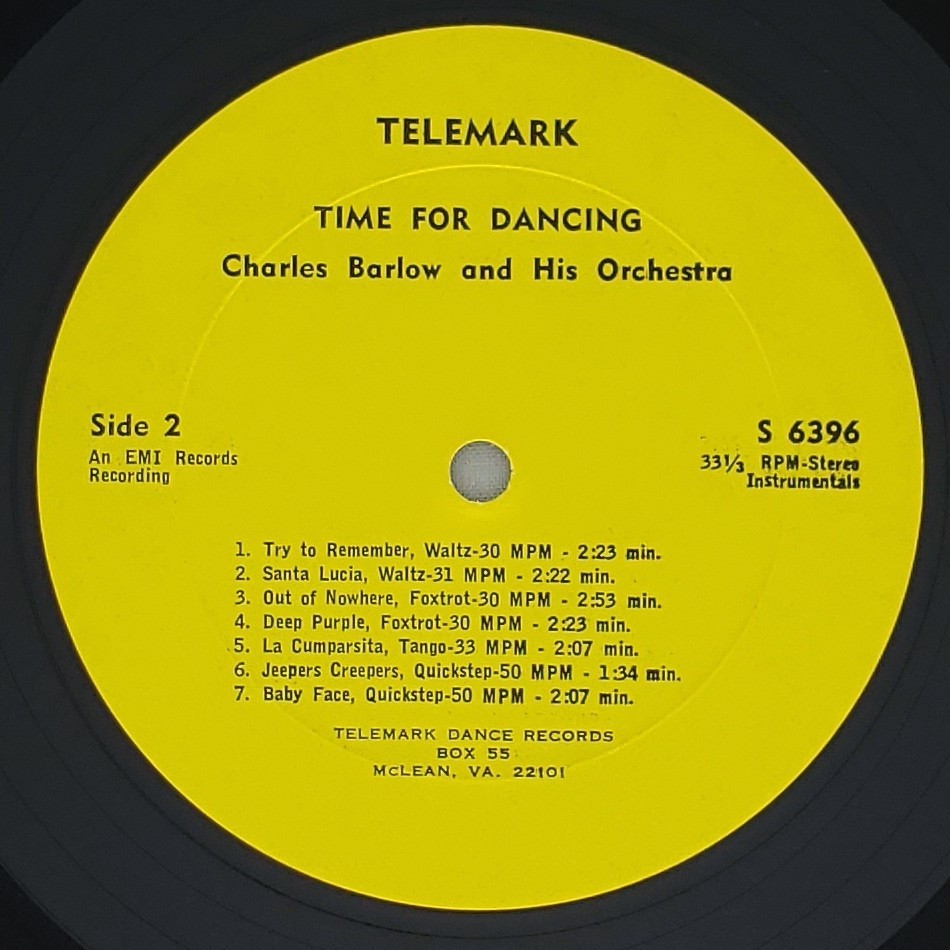 TELEMARK
TIME FOR DANCING
Charles Barlow and His Orchestra
Side 2
An EMI Records
Recording
S 6396
33⅓ RPM-Stereo
Instrumentals
1. Try to Remember, Waltz-30 MPM - 2:23 min.
2. Santa Lucia, Waltz-31 MPM - 2:22 min.
3. Out of Nowhere, Foxtrot-30 MPM - 2:53 min.
4. Deep Purple, Foxtrot-30 MPM - 2:23 min.
5. La Cumparsita, Tango-33 MPM - 2:07 min.
6. Jeepers Creepers, Quickstep-50 MPM - 1:34 min.
7. Baby Face, Quickstep-50 MPM - 2:07 min.
TELEMARK DANCE RECORDS
BOX 55
McLEAN, VA. 22101